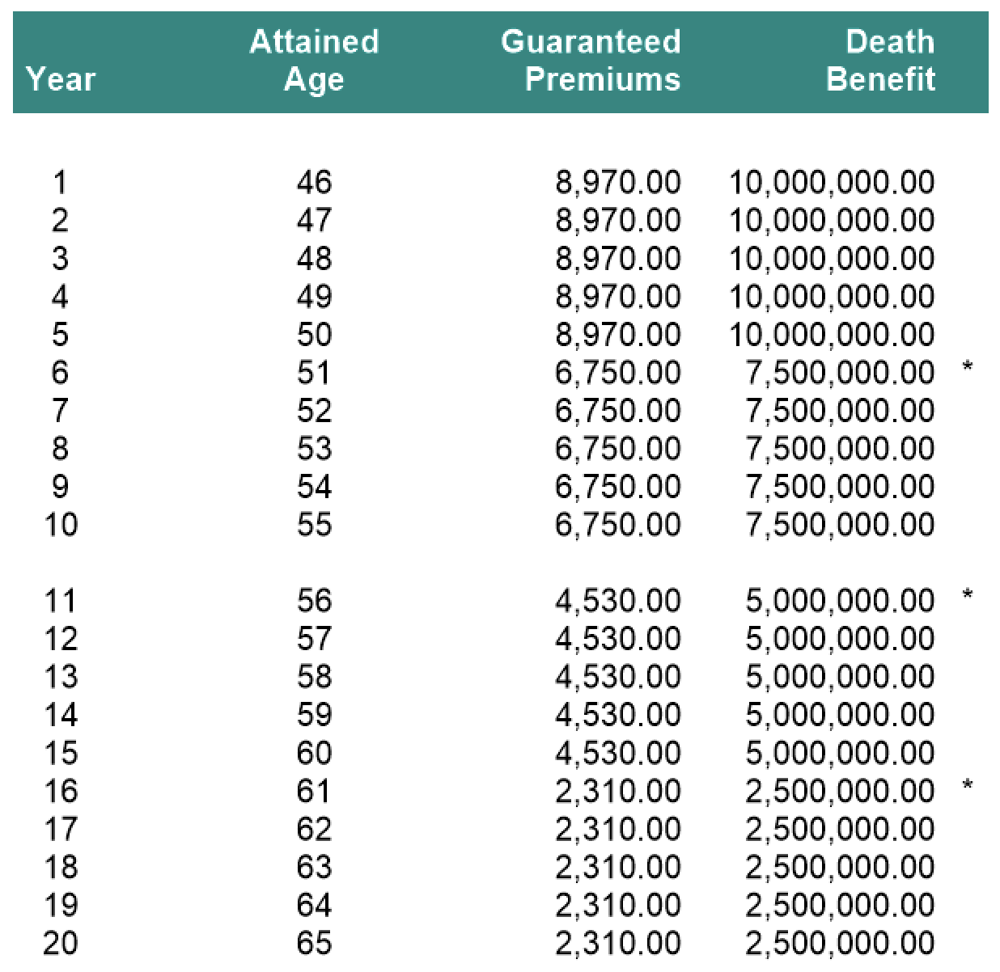 Attained Guaranteed Death
Year Age Premiums Benefit
1 46 8,970.00 10,000,000.00
2 47 8,970.00 10,000,000.00
3 48 8,970.00 10,000,000.00
4 49 8,970.00 10,000,000.00
5 50 8,970.00 10,000,000.00
6 51 6,750.00 7,500,000.00 *
7 52 6,750.00 7,500,000.00
8 53 6,750.00 7,500,000.00
9 54 6,750.00 7,500,000.00
10 55 6,750.00 7,500,000.00
11 56 4,530.00 5,000,000.00 *
12 57 4,530.00 5,000,000.00
13 58 4,530.00 5,000,000.00
14 59 4,530.00 5,000,000.00
15 60 4,530.00 5,000,000.00
16 61 2,310.00 2,500,000.00 *
17 62 2,310.00 2,500,000.00
18 63 2,310.00 2,500,000.00
19 64 2,310.00 2,500,000.00
20 65 2,310.00 2,500,000.00